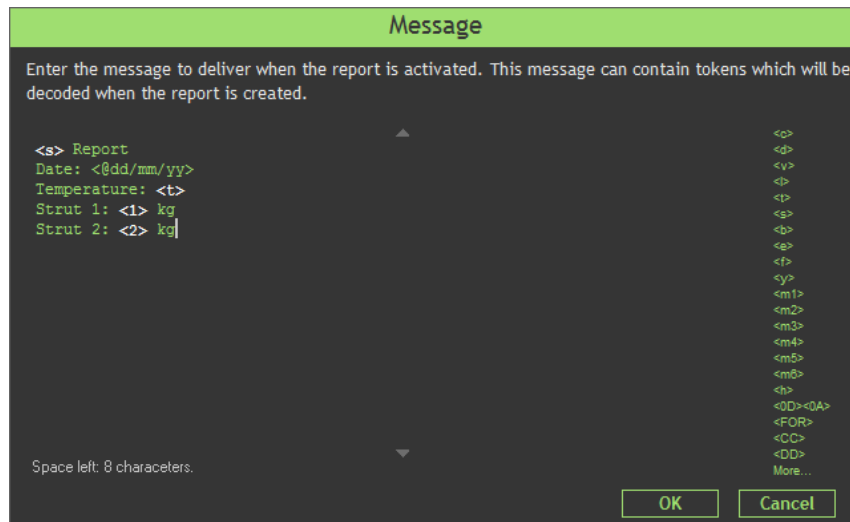 Message
Enter the message to deliver when the report is activated. This message can contain tokens which will be
decoded when the report is created.
<s> Report
Date: <@dd/mm/yy>
Temperature: <t>
Strut 1: <1> kg
Strut 2: <2> kg
Space left: 8 characeters.
<c>
<d>
<v>
<l>
<t>
<s>
<b>
<e>
<f>
<y>
<m1>
<m2>
<m3>
<m4>
<m5>
<m6>
<h>
<0D><0A>
<FOR>
<CC>
<DD>
More...
OK
Cancel